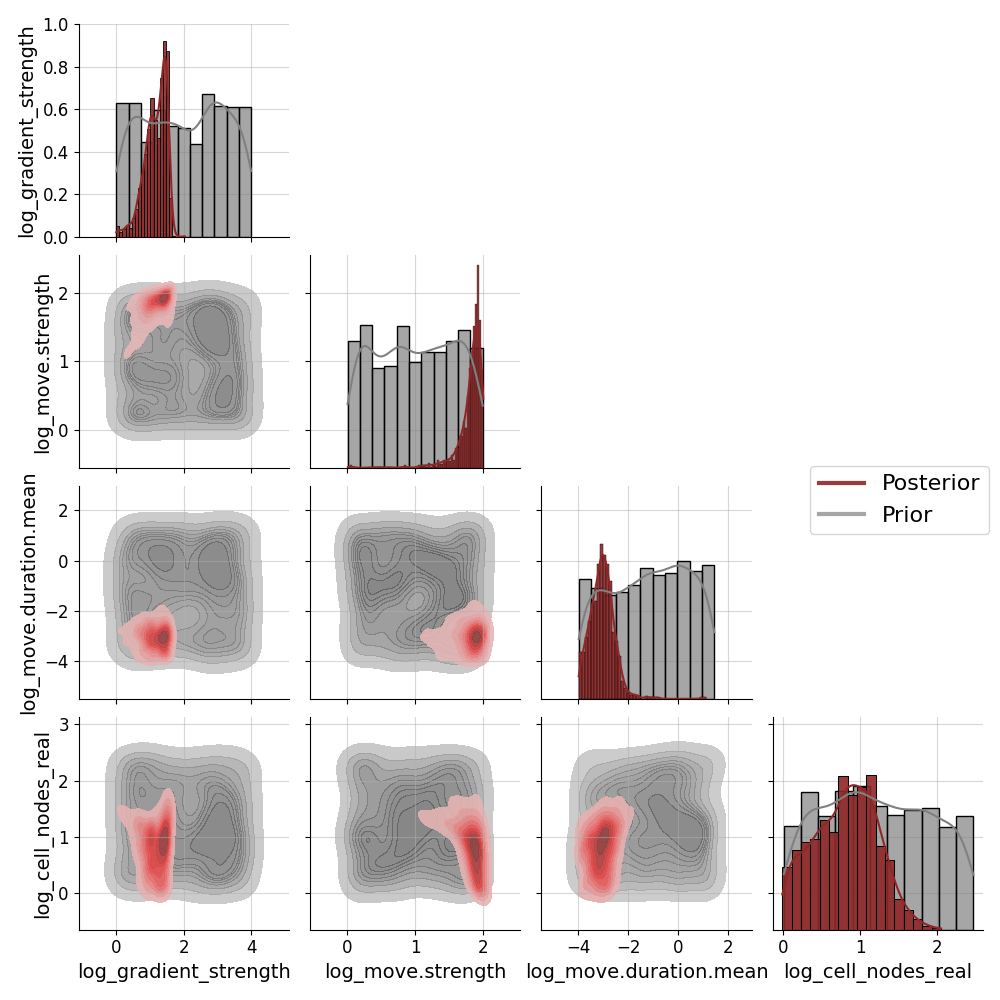 log_gradient_strength
1.0
0.8
0.6
0.4
0.2
0.0
log_move.strength
2
1
0
log_move.duration.mean
2
0
−2
−4
Posterior
Prior
log_cell_nodes_real
3
2
1
0
0 2 4
0 1 2
−4 −2 0 2
0 1 2
log_gradient_strength
log_move.strength
log_move.duration.mean
log_cell_nodes_real